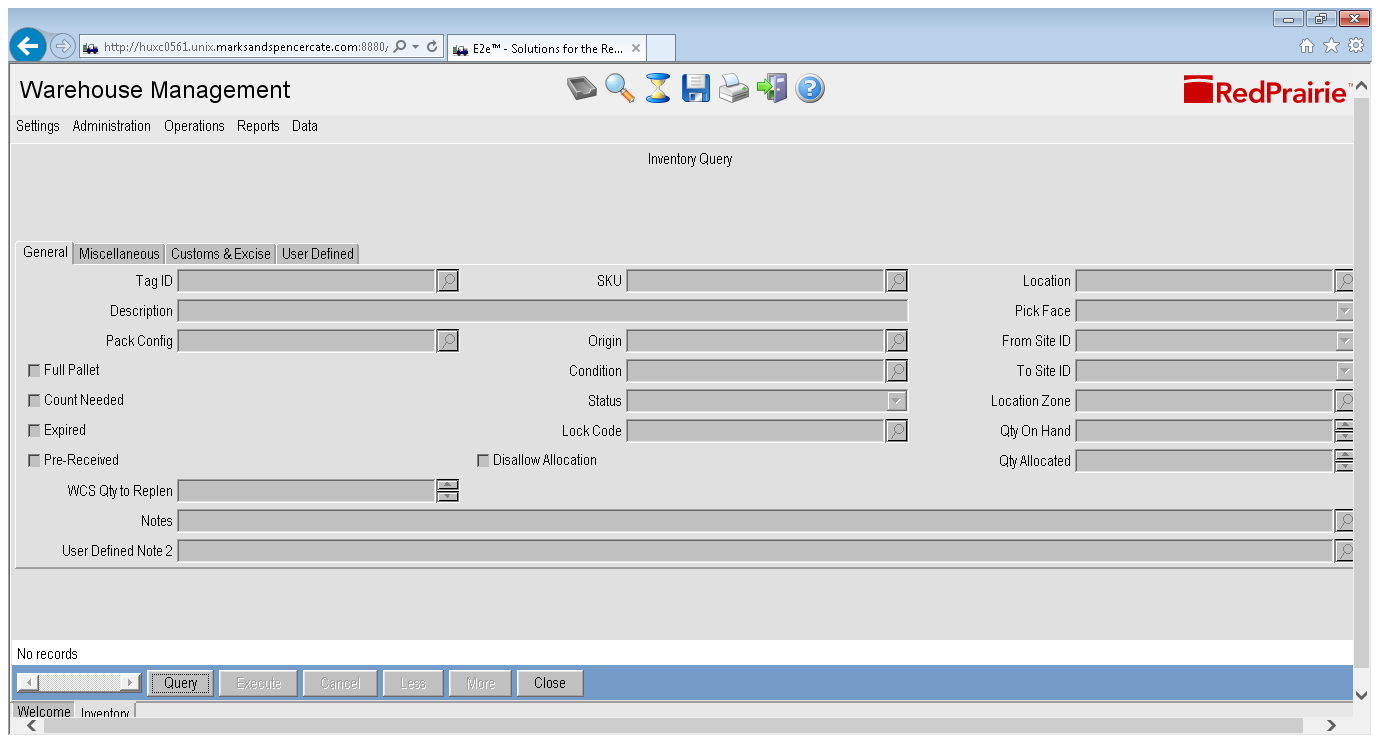 http://huxc0561.unix.marksandspencercate.com:8880,
E2e™ - Solutions for the Re...
Warehouse Management
RedPrairie™
Settings Administration Operations Reports Data
Inventory Query
General Miscellaneous Customs & Excise User Defined
Tag ID SKU Location
Description Pick Face
Pack Config Origin From Site ID
Full Pallet Condition To Site ID
Count Needed Status Location Zone
Expired Lock Code Qty On Hand
Pre-Received Disallow Allocation Qty Allocated
WCS Qty to Replen
Notes
User Defined Note 2
No records
Query Execute Cancel Less More Close
Welcome Inventory